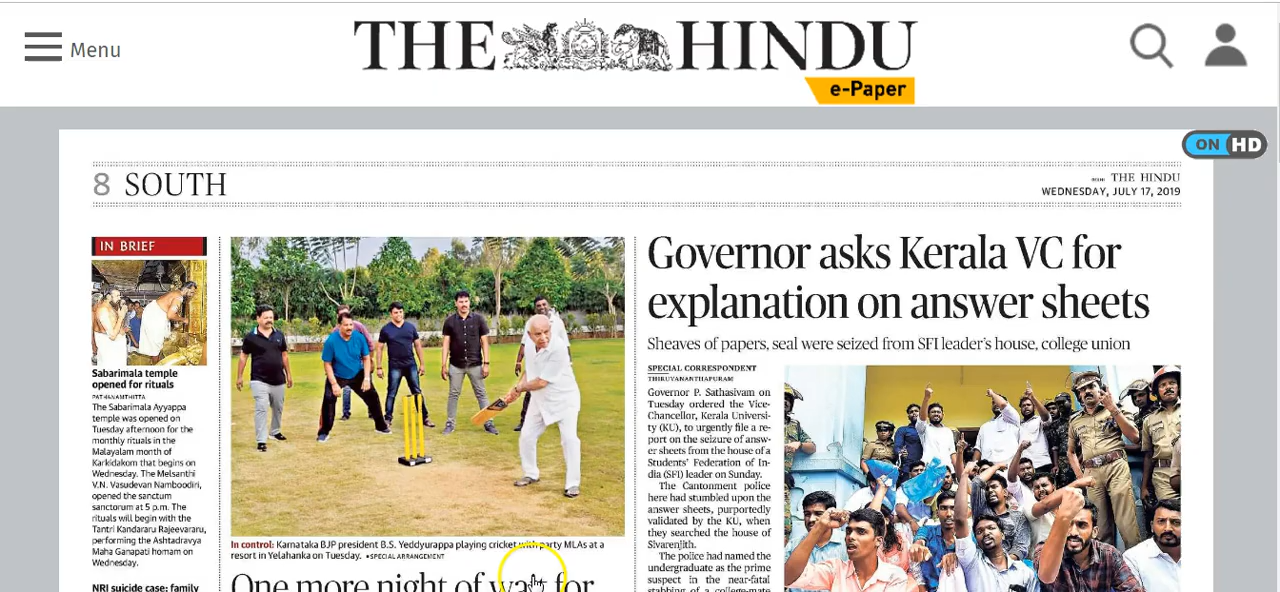 Menu
THE HINDU
e-Paper
ON HD
8 SOUTH
THE HINDU
WEDNESDAY, JULY 17, 2019
IN BRIEF
Sabarimala temple
opened for rituals
PATHANAMTHITTA
The Sabarimala Ayyappa
temple was opened on
Tuesday afternoon for the
monthly rituals in the
Malayalam month of
Karkidakom that begins on
Wednesday. The Melsanthi
V.N. Vasudevan Namboodiri,
opened the sanctum
sanctorum at 5 p.m. The
rituals will begin with the
Tantri Kandararu Rajeevararu,
performing the Ashtadravya
Maha Ganapati homam on
Wednesday.
NRI suicide case: family
In control: Karnataka BJP president B.S. Yeddyurappa playing cricket with party MLAs at a
resort in Yelahanka on Tuesday. •SPECIAL ARRANGEMENT
One more night of wait for
Governor asks Kerala VC for
explanation on answer sheets
Sheaves of papers, seal were seized from SFI leader's house, college union
SPECIAL CORRESPONDENT
THIRUVANANTHAPURAM
Governor P. Sathasivam on
Tuesday ordered the Vice-
Chancellor, Kerala Universi-
ty (KU), to urgently file a re-
port on the seizure of answ-
er sheets from the house of a
Students' Federation of In-
dia (SFI) leader on Sunday.
The Cantonment police
here had stumbled upon the
answer sheets, purportedly
validated by the KU, when
they searched the house of
Sivarenjith.
The police had named the
undergraduate as the prime
suspect in the near-fatal
stabbing of a college-mate